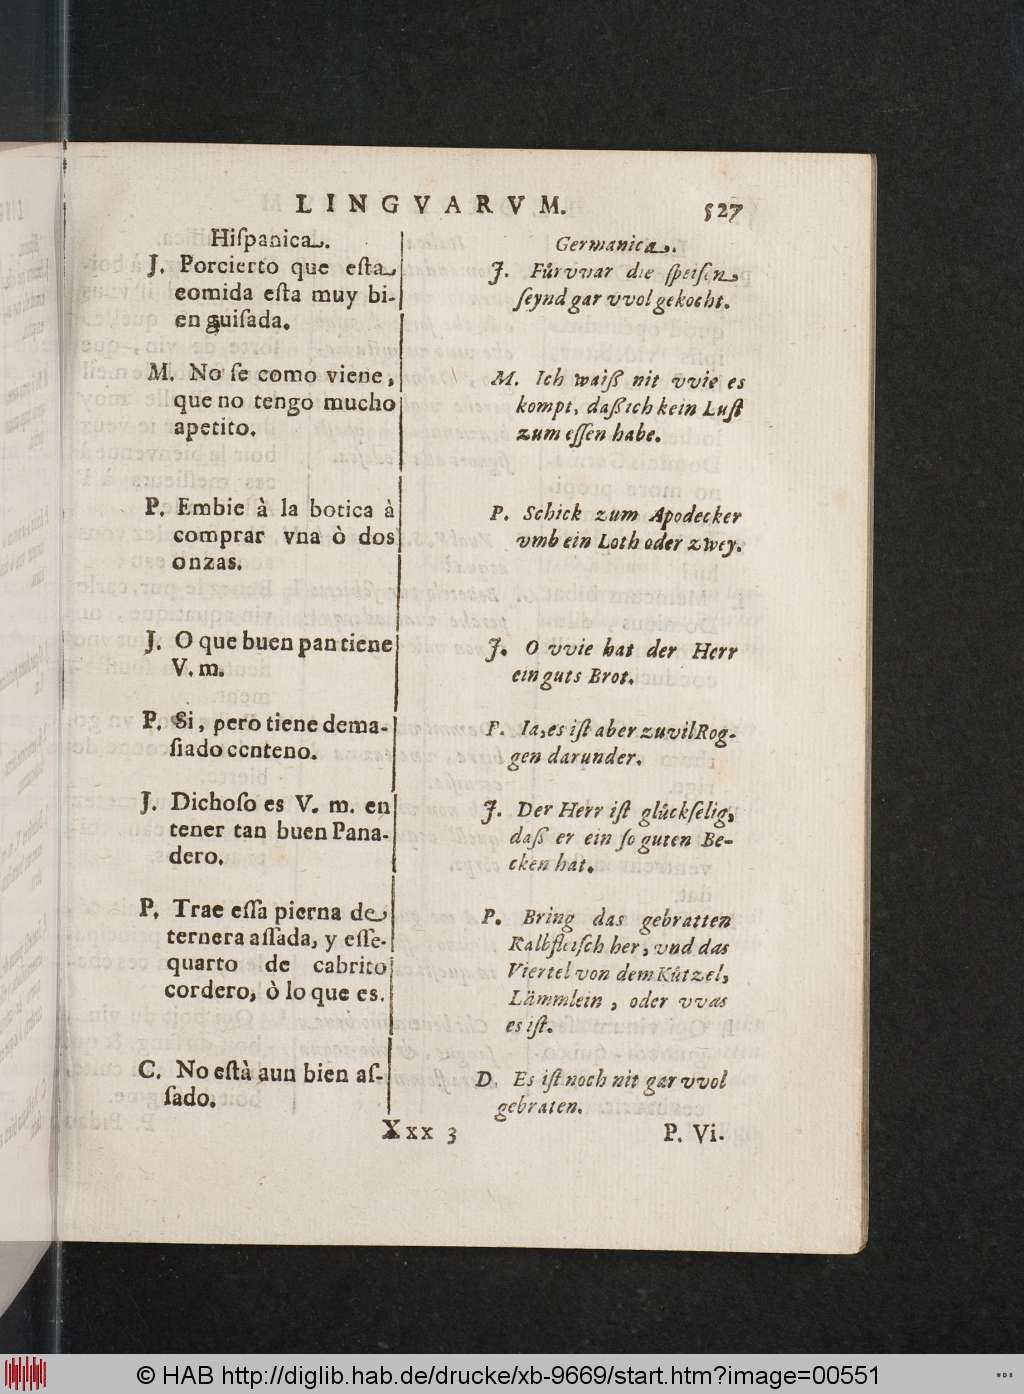 LINGVARVM.
527
Hiſpanica.
J. Porcierto que eſta
comida eſta muy bi-
en guiſada.
M. No ſe como viene,
que no tengo mucho
apetito.
P. Embie à la botica à
comprar vna ò dos
onzas.
J. O que buen pan tiene
V. m.
P. Si, pero tiene dema-
ſiado centeno.
J. Dichoſo es V. m. en
tener tan buen Pana-
dero.
P. Trae eſſa pierna de
ternera aſſada, y eſſe-
quarto de cabrito
cordero, ò lo que es.
C. No eſtà aun bien aſ-
ſado.
Germanica.
J. Fůrvvar die ſpeiſen
ſeynd gar vvol gekocht.
M. Ich waiß nit vvie es
kompt, daß ich kein Luſt
zum eſſen habe.
P. Schick zum Apodecker
vmb ein Loth oder zwey.
J. O vvie hat der Herr
ein guts Brot.
P. Ia, es iſt aber zuvil Rog-
gen darunder.
J. Der Herr iſt glůckſelig,
daß er ein ſo guten Be-
cken hat.
P. Bring das gebratten
Kalbfleiſch her, vnd das
Viertel von dem Kůtzel,
Lämmlein, oder vvas
es iſt.
D. Es iſt noch nit gar vvol
gebraten.
Xxx 3
P. Vi-
© HAB http://diglib.hab.de/drucke/xb-9669/start.htm?image=00551